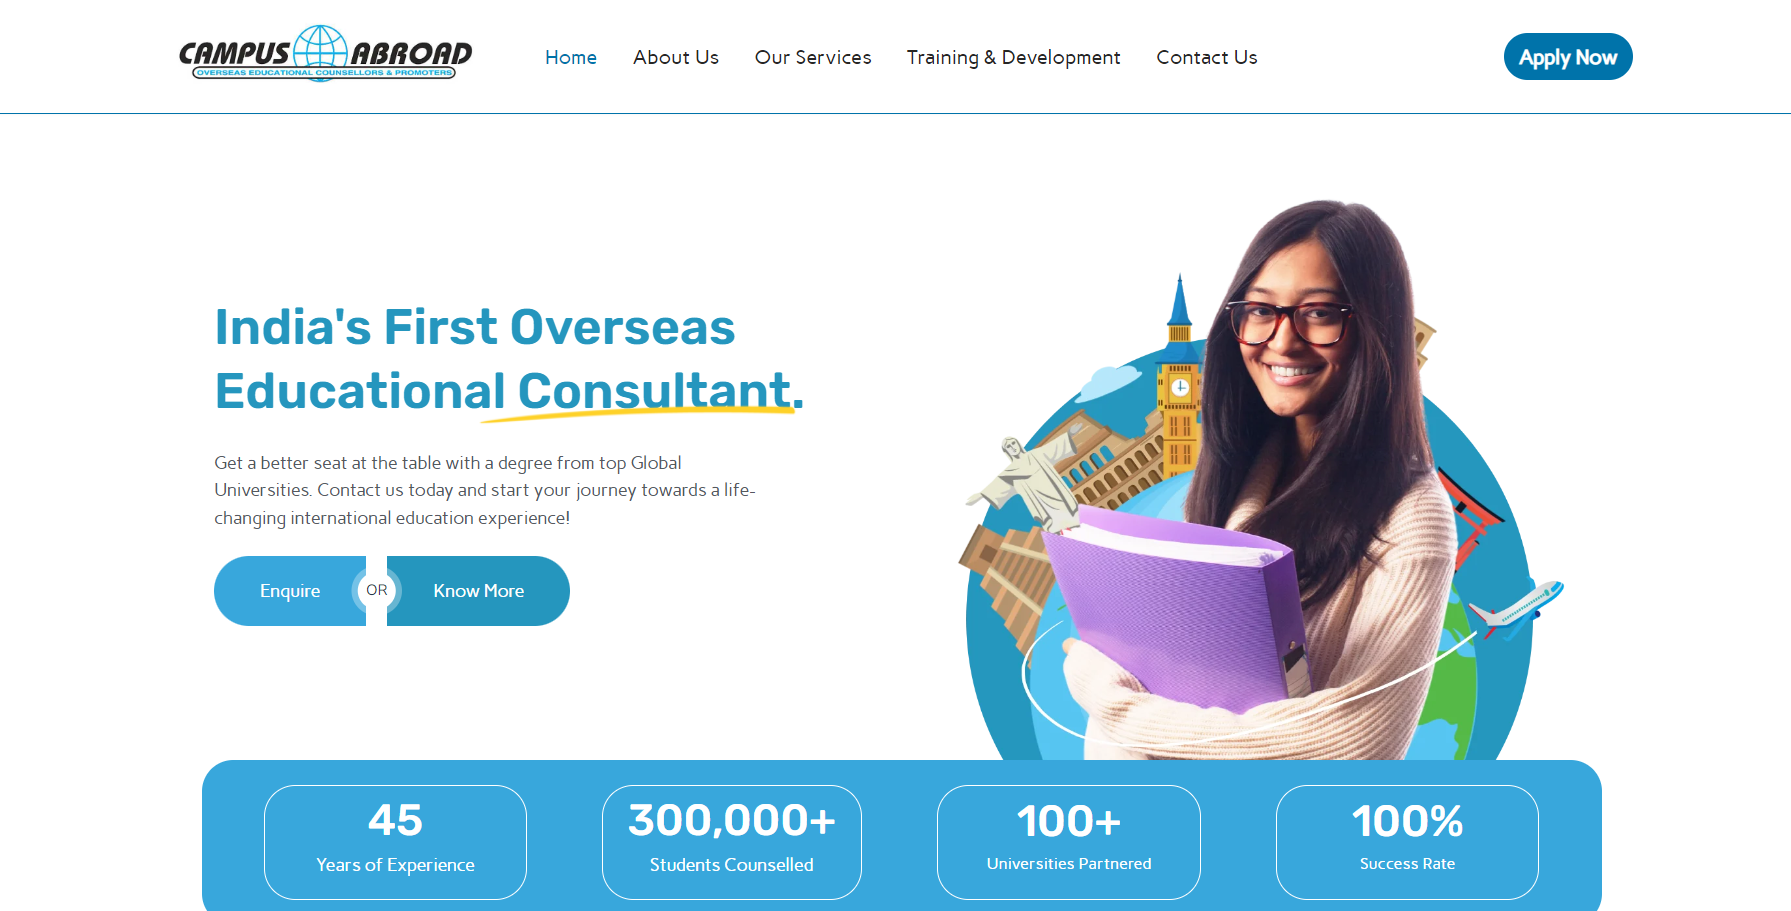 CAMPUS ABROAD
OVERSEAS EDUCATIONAL COUNSELLORS & PROMOTERS
Home
About Us
Our Services
Training & Development
Contact Us
Apply Now
India's First Overseas
Educational Consultant.
Get a better seat at the table with a degree from top Global
Universities. Contact us today and start your journey towards a life-
changing international education experience!
Enquire
OR
Know More
45
Years of Experience
300,000+
Students Counselled
100+
Universities Partnered
100%
Success Rate